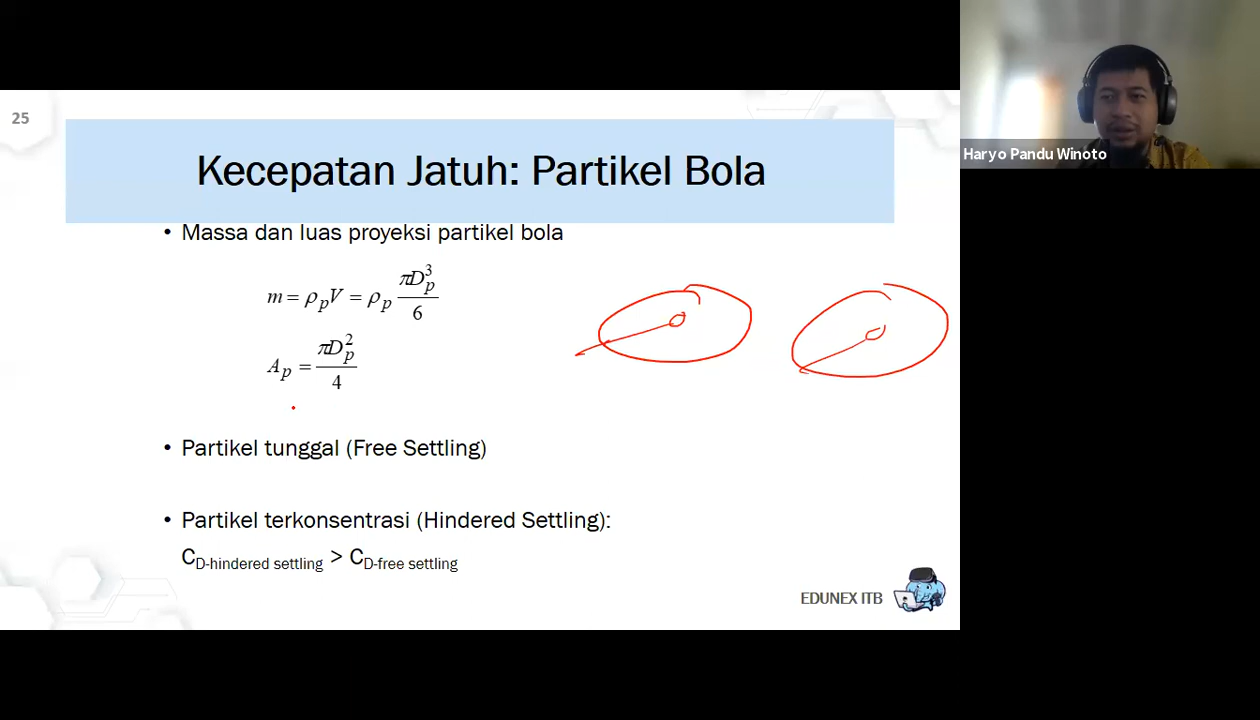 25
Kecepatan Jatuh: Partikel Bola
Haryo Pandu Winoto
• Massa dan luas proyeksi partikel bola
m = ρ_p V = ρ_p πD_p^3 / 6
A_p = πD_p^2 / 4
• Partikel tunggal (Free Settling)
• Partikel terkonsentrasi (Hindered Settling):
C_D-hindered settling > C_D-free settling
EDUNEX ITB